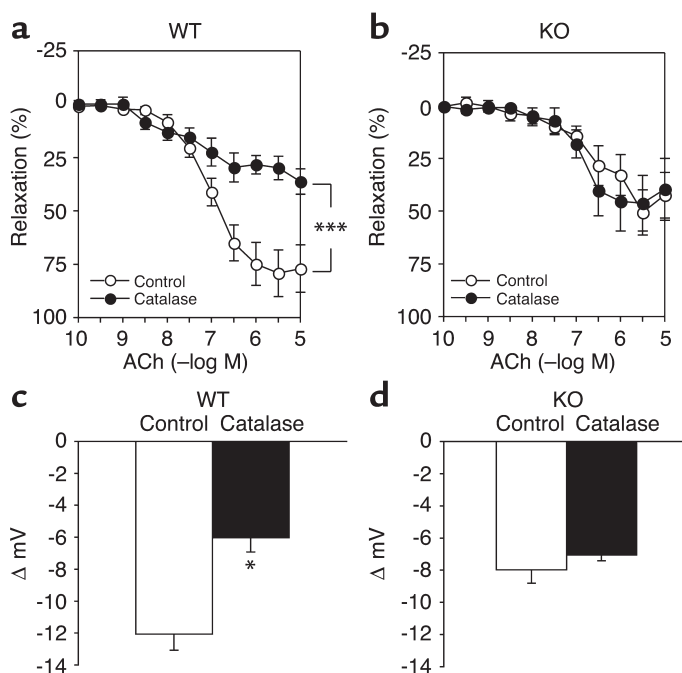 a
WT
-25
0
25
50
75
100
Relaxation (%)
***
Control
Catalase
10 9 8 7 6 5
ACh (–log M)
b
KO
-25
0
25
50
75
100
Relaxation (%)
Control
Catalase
10 9 8 7 6 5
ACh (–log M)
c
WT
Control Catalase
0
-2
-4
-6
-8
-10
-12
-14
Δ mV
*
d
KO
Control Catalase
0
-2
-4
-6
-8
-10
-12
-14
Δ mV